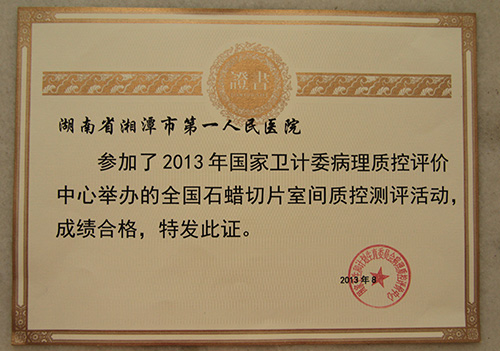 證書
湖南省湘潭市第一人民医院
参加了2013年国家卫计委病理质控评价
中心举办的全国石蜡切片室间质控测评活动，
成绩合格，特发此证。
2013年8